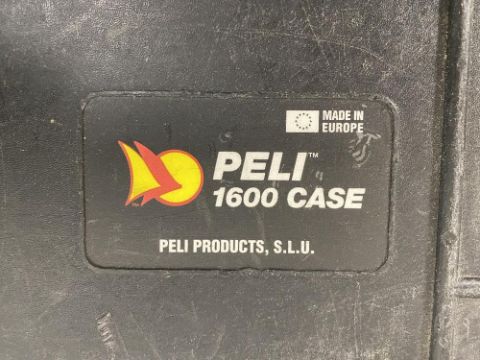 MADE IN
EUROPE
PELI™
1600 CASE
PELI PRODUCTS, S.L.U.